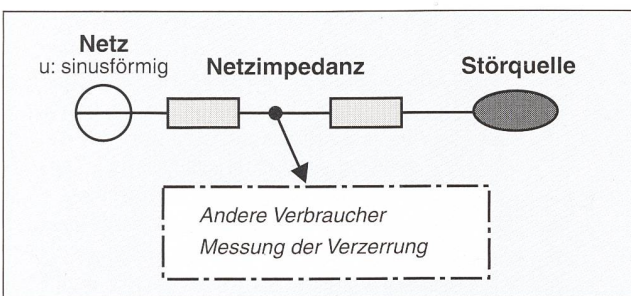 Netz
u: sinusförmig
Netzimpedanz
Störquelle
Andere Verbraucher
Messung der Verzerrung